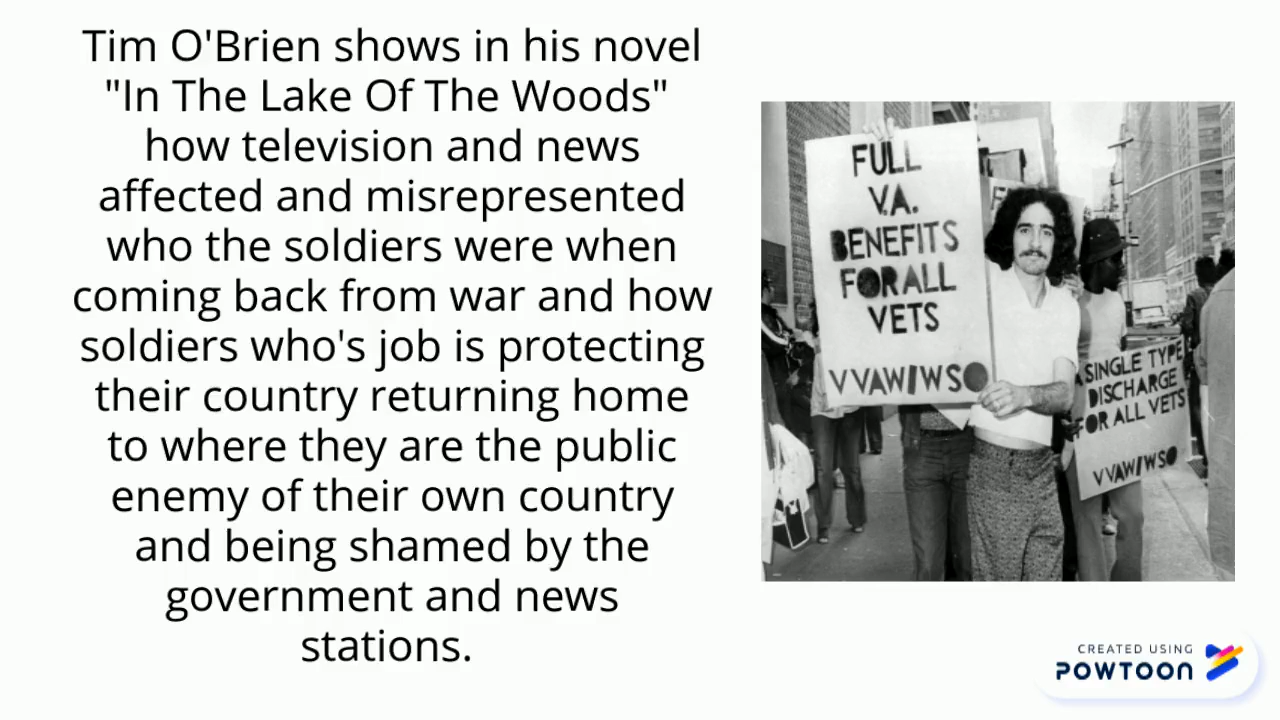 Tim O'Brien shows in his novel
"In The Lake Of The Woods"
how television and news
affected and misrepresented
who the soldiers were when
coming back from war and how
soldiers who's job is protecting
their country returning home
to where they are the public
enemy of their own country
and being shamed by the
government and news
stations.
FULL
V.A.
BENEFITS
FOR ALL
VETS
VVAW/WSO
A SINGLE TYPE
DISCHARGE
FOR ALL VETS
VVAW/WSO
CREATED USING
POWTOON